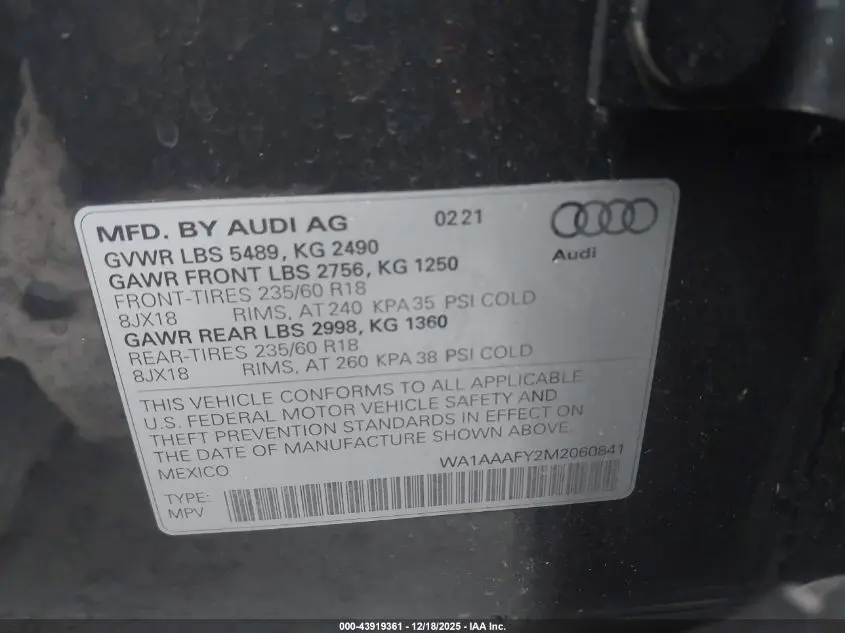 MFD. BY AUDI AG 02 21
Audi
GVWR LBS 5489, KG 2490
GAWR FRONT LBS 2756, KG 1250
FRONT-TIRES 235/60 R18
8JX18 RIMS, AT 240 KPA 35 PSI COLD
GAWR REAR LBS 2998, KG 1360
REAR-TIRES 235/60 R18
8JX18 RIMS, AT 260 KPA 38 PSI COLD
THIS VEHICLE CONFORMS TO ALL APPLICABLE
U.S. FEDERAL MOTOR VEHICLE SAFETY AND
THEFT PREVENTION STANDARDS IN EFFECT ON
THE DATE OF MANUFACTURE SHOWN ABOVE.
MEXICO WA1AAAFY2M2060841
TYPE:
MPV
000-43919361 - 12/18/2025 - IAA Inc.